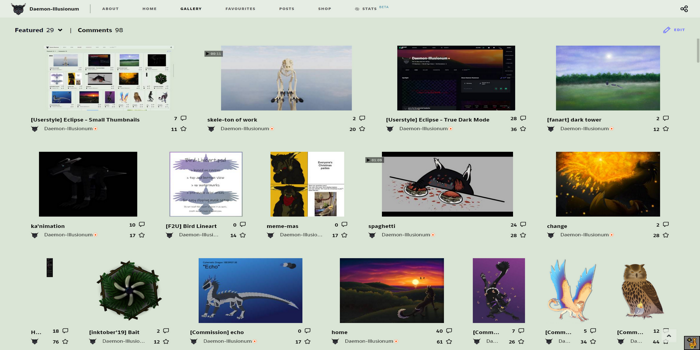 Daemon-Illusionum ABOUT HOME GALLERY FAVOURITES POSTS SHOP STATS BETA
Featured 29 | Comments 98 EDIT
[Userstyle] Eclipse - Small Thumbnails 7
Daemon-Illusionum 11
skele-ton of work 2
Daemon-Illusionum 20
[Userstyle] Eclipse - True Dark Mode 28
Daemon-Illusionum 36
[fanart] dark tower 2
Daemon-Illusionum 12
ka'nimation 10
Daemon-Illusionum 17
[F2U] Bird Lineart 0
Daemon-Illusi... 14
meme-mas 0
Daemon-Illusio... 17
spaghetti 24
Daemon-Illusionum 28
change 2
Daemon-Illusionum 28
"Echo"
H... 18
76
[inktober'19] Bait 2
Daemon-Illusio... 12
[Commission] echo 0
Daemon-Illusionum 17
home 40
Daemon-Illusionum 61
[Comm... 7
Da... 26
[Comm... 5
Da... 34
[Comm... 12
Da... 44